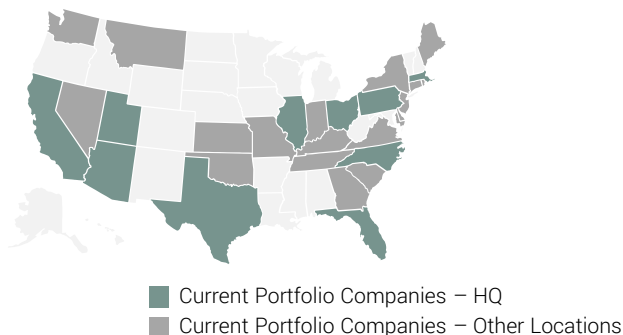 Current Portfolio Companies – HQ
Current Portfolio Companies – Other Locations